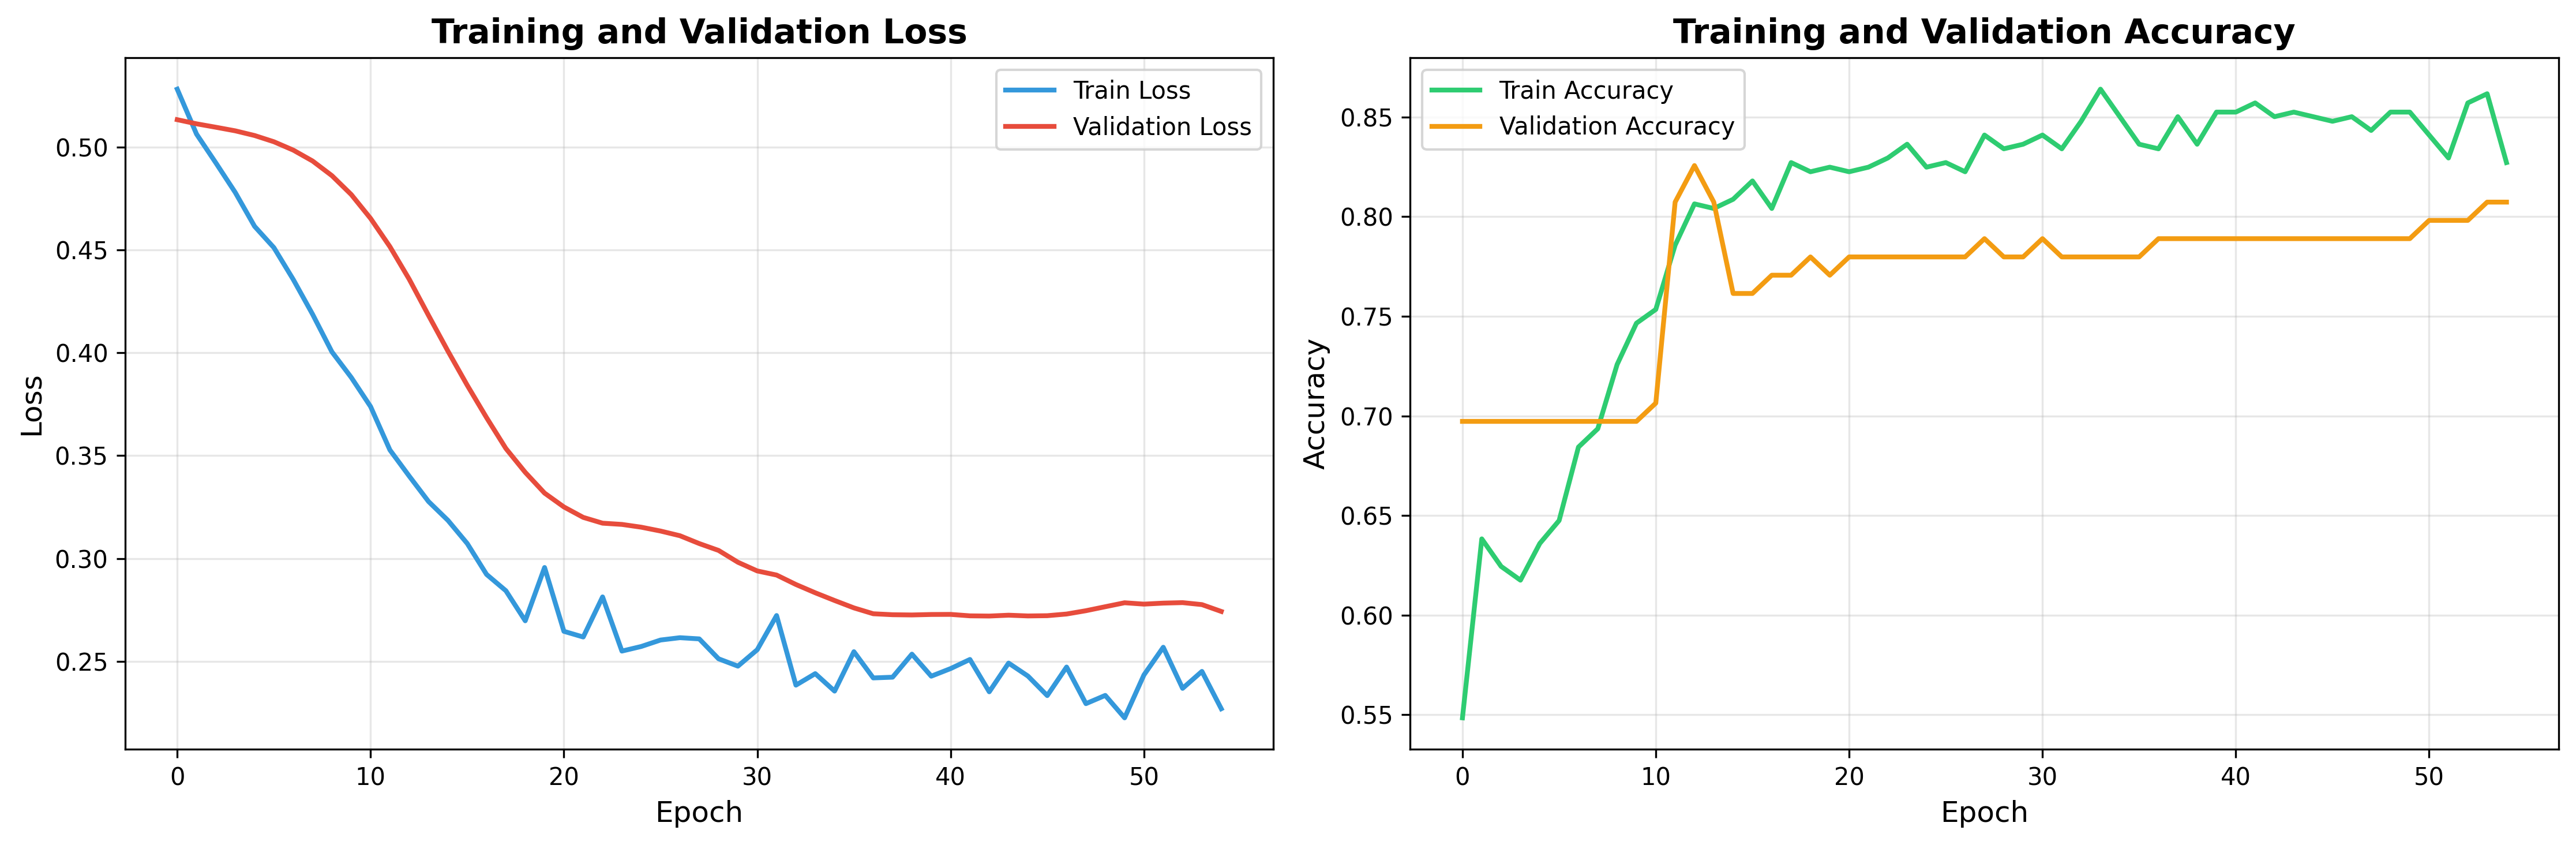 Training and Validation Loss
Train Loss
Validation Loss
0.50
0.45
0.40
0.35
0.30
0.25
Loss
0 10 20 30 40 50
Epoch
Training and Validation Accuracy
Train Accuracy
Validation Accuracy
0.85
0.80
0.75
0.70
0.65
0.60
0.55
Accuracy
0 10 20 30 40 50
Epoch